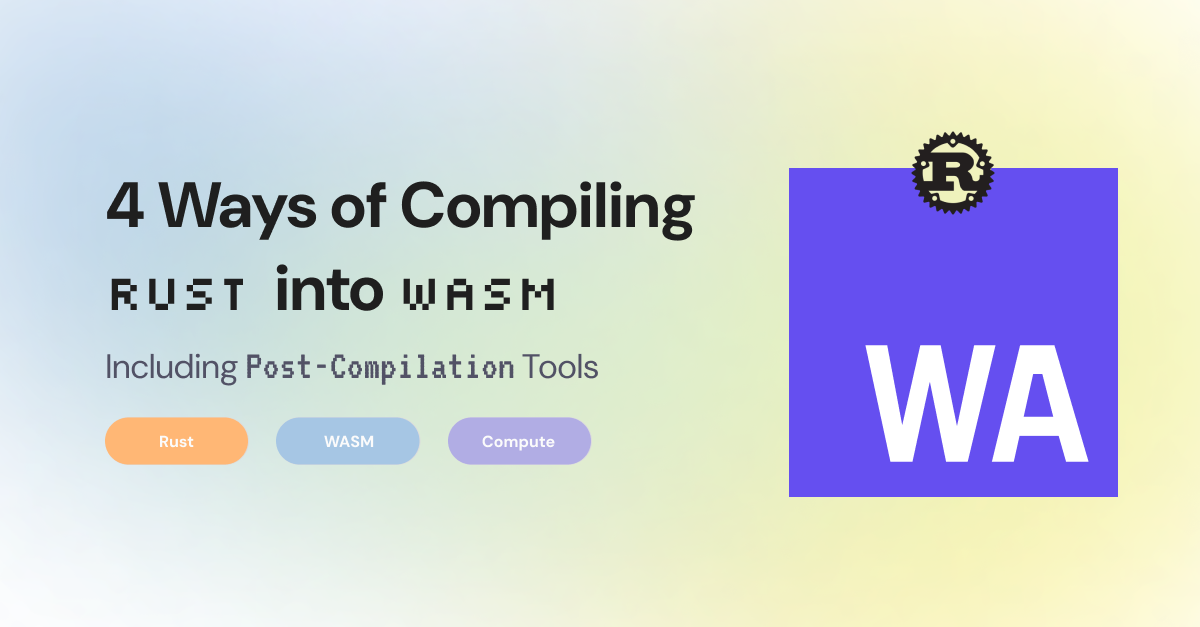 4 Ways of Compiling
RUST into WASM
Including Post-Compilation Tools
Rust
WASM
Compute
R
WA